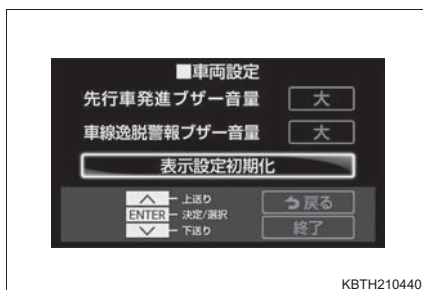 ■車両設定
先行車発進ブザー音量 大
車線逸脱警報ブザー音量 大
表示設定初期化
上送り
ENTER 決定/選択
下送り
戻る
終了
KBTH210440